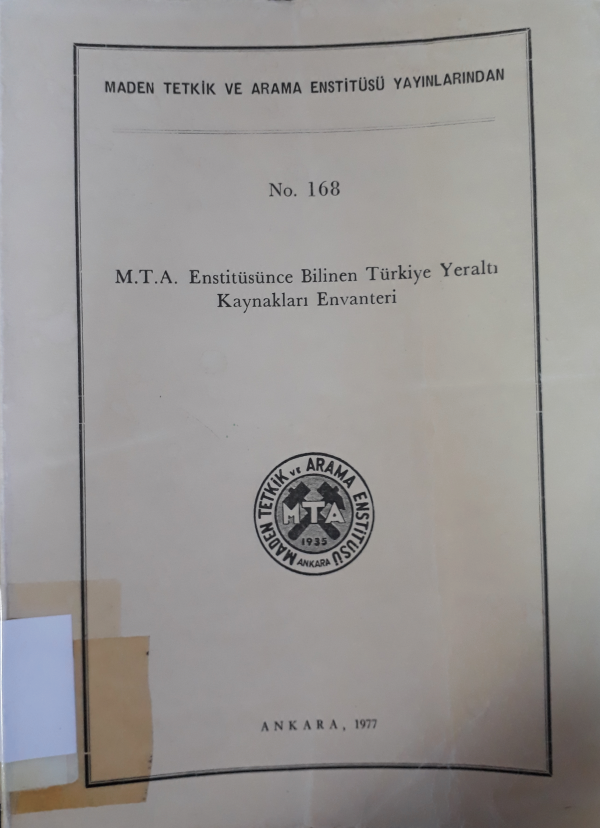 MADEN TETKİK VE ARAMA ENSTİTÜSÜ YAYINLARINDAN
No. 168
M.T.A. Enstitüsünce Bilinen Türkiye Yeraltı
Kaynakları Envanteri
MADEN TETKİK VE ARAMA ENSTİTÜSÜ
MTA
1935
ANKARA
ANKARA, 1977